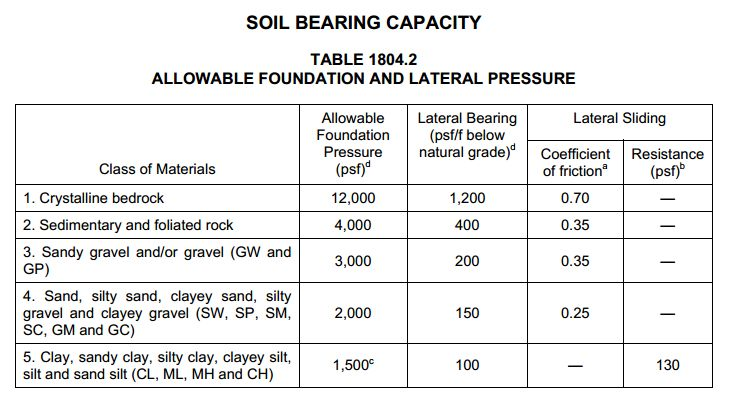 SOIL BEARING CAPACITY
TABLE 1804.2
ALLOWABLE FOUNDATION AND LATERAL PRESSURE
Class of Materials
Allowable
Foundation
Pressure
(psf)d
Lateral Bearing
(psf/f below
natural grade)d
Lateral Sliding
Coefficient
of frictiona
Resistance
(psf)b
1. Crystalline bedrock 12,000 1,200 0.70 —
2. Sedimentary and foliated rock 4,000 400 0.35 —
3. Sandy gravel and/or gravel (GW and
GP) 3,000 200 0.35 —
4. Sand, silty sand, clayey sand, silty
gravel and clayey gravel (SW, SP, SM,
SC, GM and GC) 2,000 150 0.25 —
5. Clay, sandy clay, silty clay, clayey silt,
silt and sand silt (CL, ML, MH and CH) 1,500c 100 — 130